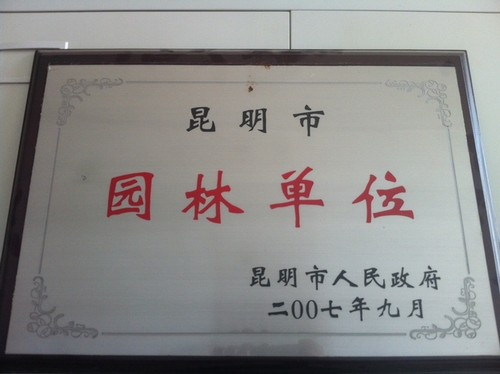 昆明市
园林单位
昆明市人民政府
二00七年九月